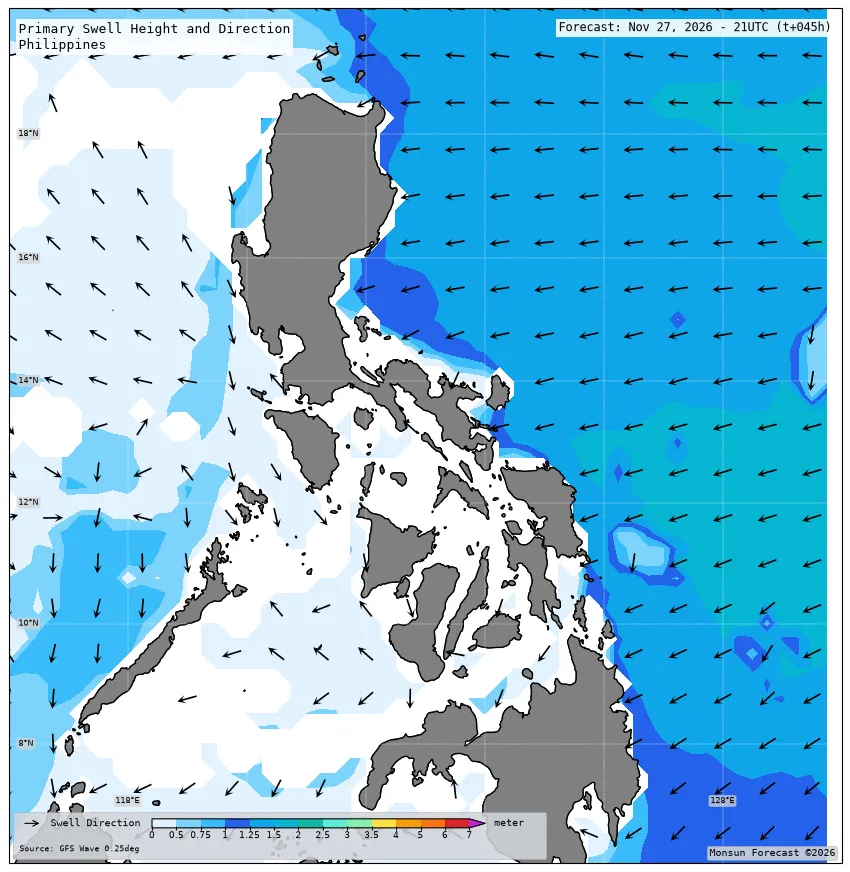 Primary Swell Height and Direction
Philippines
Forecast: Nov 27, 2026 - 21UTC (t+045h)
18°N
16°N
14°N
12°N
10°N
8°N
118°E
128°E
Swell Direction
meter
0 0.5 0.75 1 1.25 1.5 2 2.5 3 3.5 4 5 6 7
Source: GFS Wave 0.25deg
Monsun Forecast ©2026